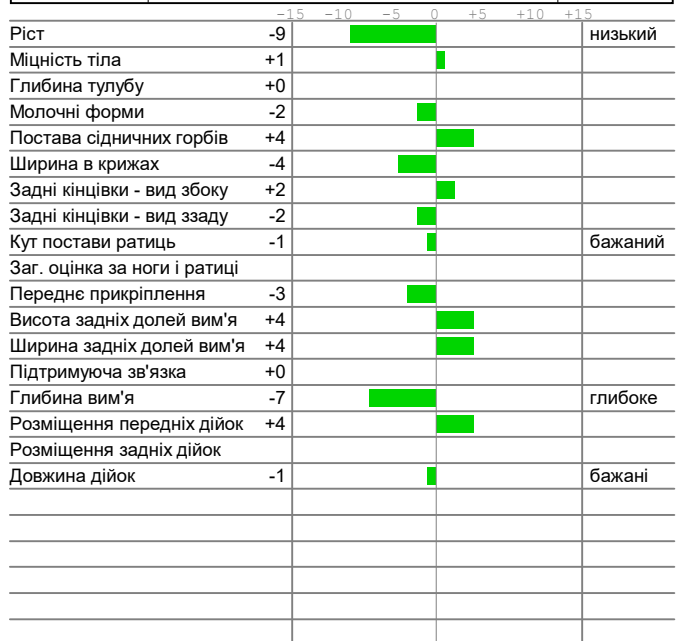 -15 -10 -5 0 +5 +10 +15
Ріст -9 низький
Міцність тіла +1
Глибина тулубу +0
Молочні форми -2
Постава сідничних горбів +4
Ширина в крижах -4
Задні кінцівки - вид збоку +2
Задні кінцівки - вид ззаду -2
Кут постави ратиць -1 бажаний
Заг. оцінка за ноги і ратиці
Переднє прикріплення -3
Висота задніх долей вим'я +4
Ширина задніх долей вим'я +4
Підтримуюча зв'язка +0
Глибина вим'я -7 глибоке
Розміщення передніх дійок +4
Розміщення задніх дійок
Довжина дійок -1 бажані